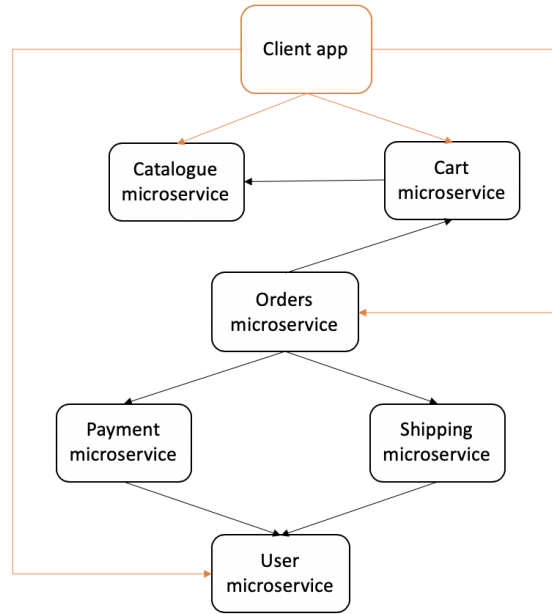 Client app
Catalogue
microservice
Cart
microservice
Orders
microservice
Payment
microservice
Shipping
microservice
User
microservice